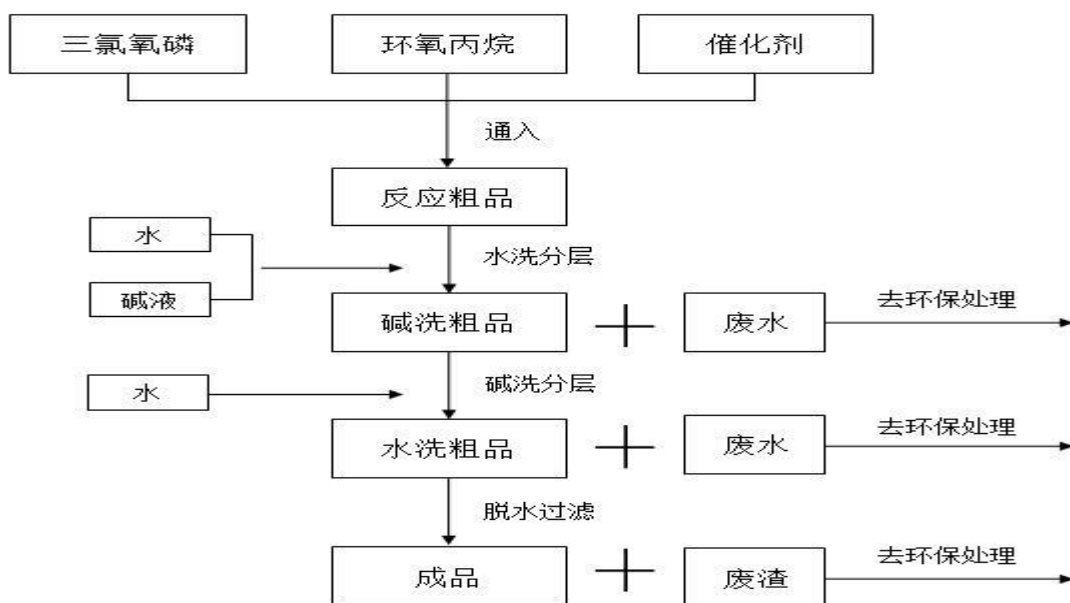 三氯氧磷
环氧丙烷
催化剂
通入
反应粗品
水
碱液
水洗分层
碱洗粗品
废水
去环保处理
水
碱洗分层
水洗粗品
废水
去环保处理
脱水过滤
成品
废渣
去环保处理